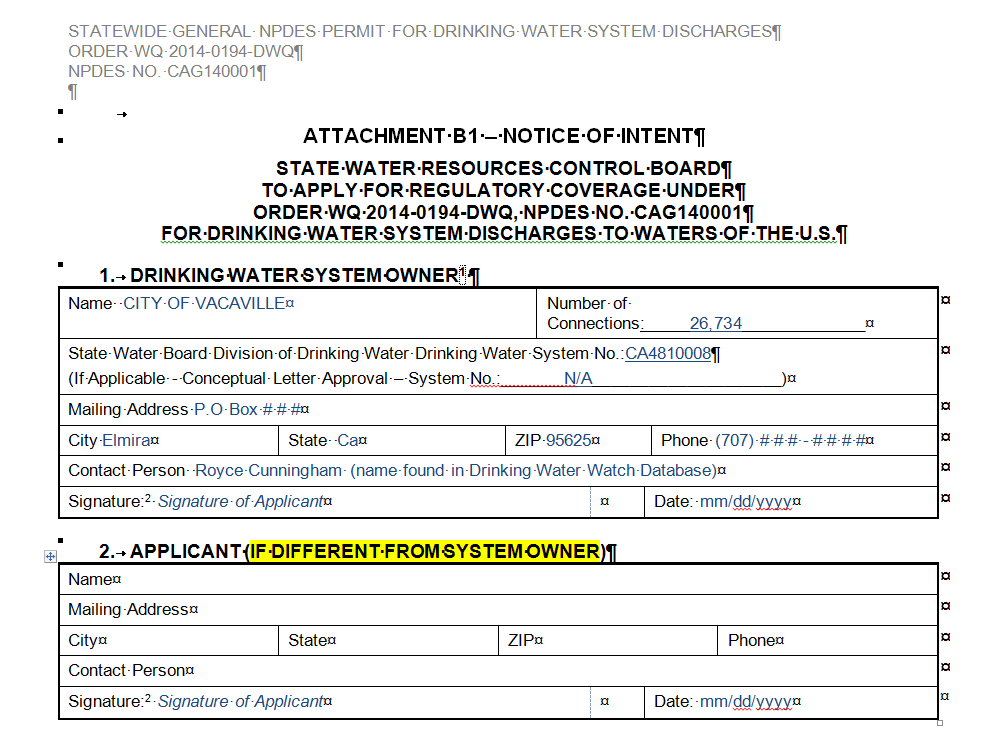 STATEWIDE GENERAL NPDES PERMIT FOR DRINKING WATER SYSTEM DISCHARGES¶
ORDER WQ 2014-0194-DWQ¶
NPDES NO. CAG140001¶
¶
→
ATTACHMENT B1 – NOTICE OF INTENT¶
STATE WATER RESOURCES CONTROL BOARD¶
TO APPLY FOR REGULATORY COVERAGE UNDER¶
ORDER WQ 2014-0194-DWQ, NPDES NO. CAG140001¶
FOR DRINKING WATER SYSTEM DISCHARGES TO WATERS OF THE U.S.¶
1.→ DRINKING WATER SYSTEM OWNER¹¶
Name CITY OF VACAVILLE¤
Number of
Connections: 26,734 ¤ ¤
State Water Board Division of Drinking Water Drinking Water System No.: CA4810008¶
(If Applicable - Conceptual Letter Approval – System No.: N/A )¤ ¤
Mailing Address P.O Box ###¤ ¤
City Elmira¤ State Ca¤ ZIP 95625¤ Phone (707) ###-####¤ ¤
Contact Person Royce Cunningham (name found in Drinking Water Watch Database)¤ ¤
Signature:² Signature of Applicant¤ ¤ Date: mm/dd/yyyy¤ ¤
2.→ APPLICANT (IF DIFFERENT FROM SYSTEM OWNER)¶
Name¤ ¤
Mailing Address¤ ¤
City¤ State¤ ZIP¤ Phone¤ ¤
Contact Person¤ ¤
Signature:² Signature of Applicant¤ ¤ Date: mm/dd/yyyy¤ ¤